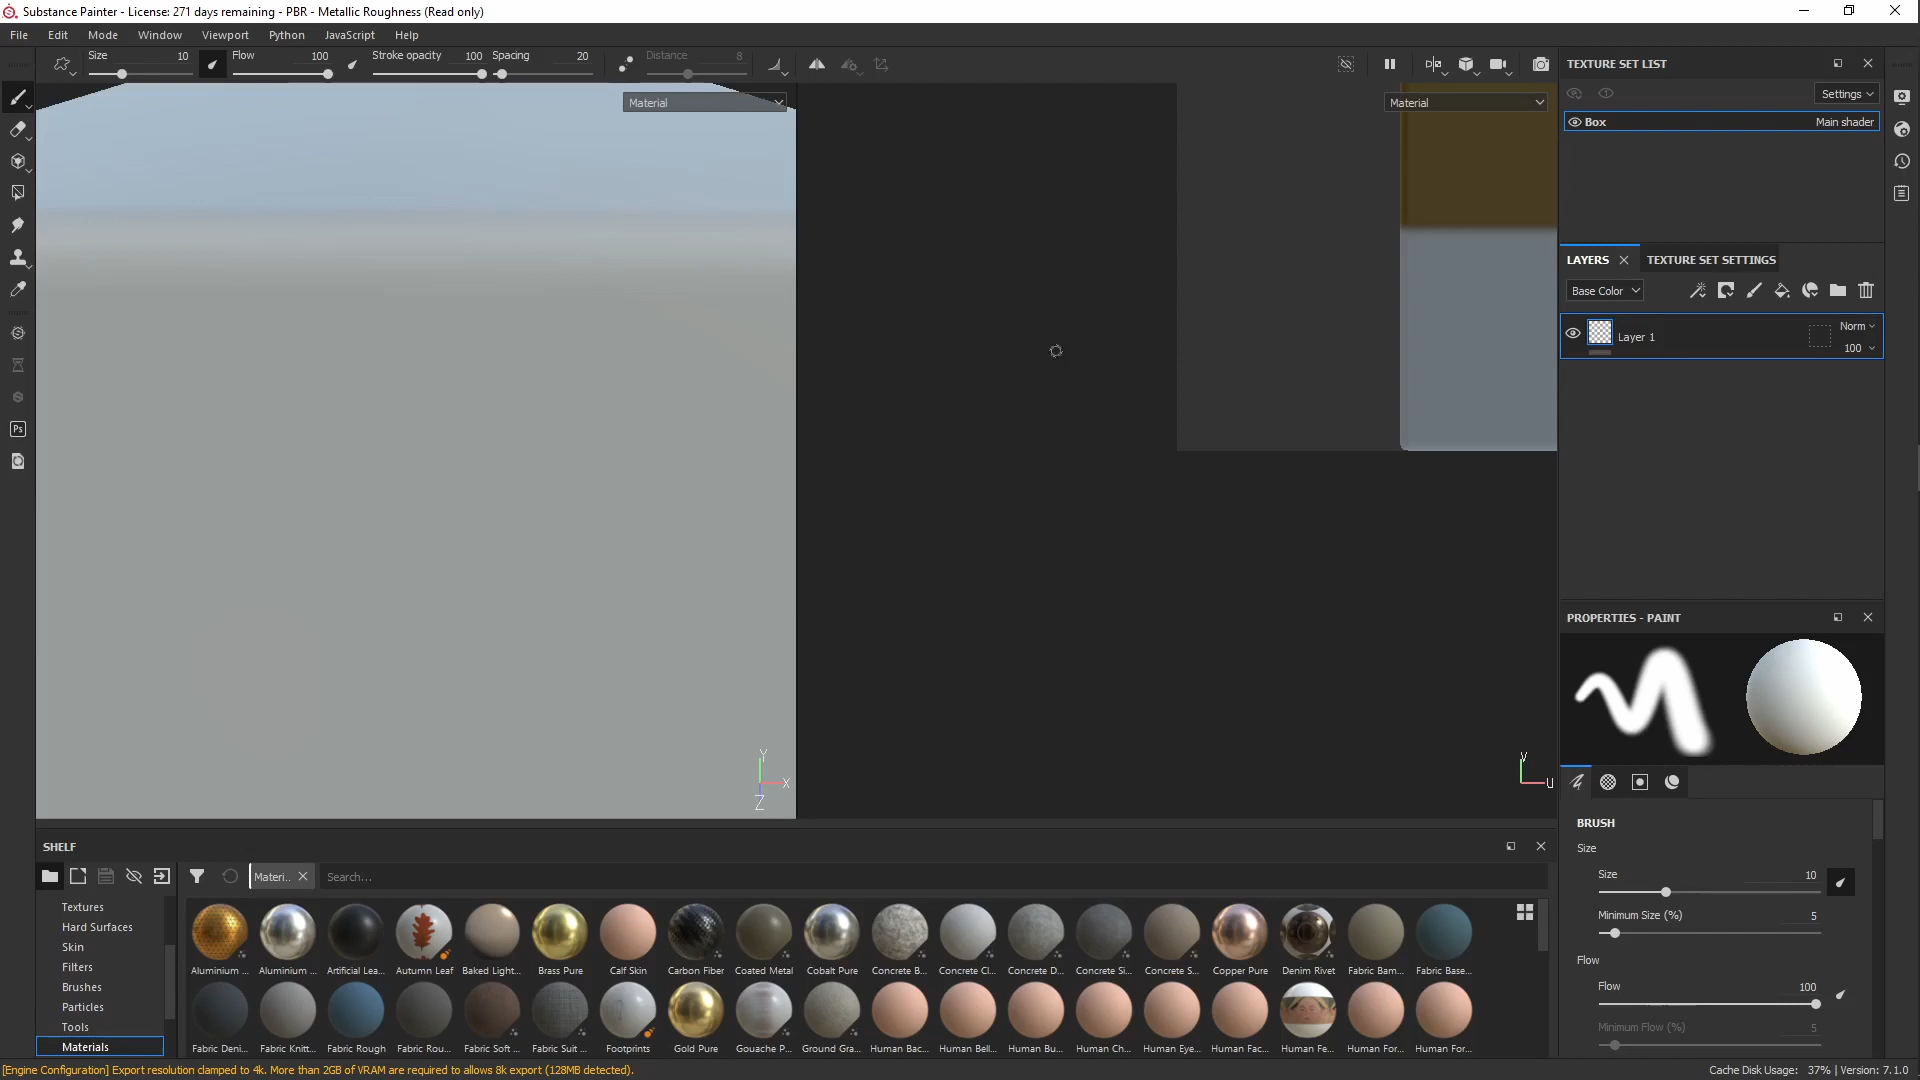 Substance Painter - License: 271 days remaining - PBR - Metallic Roughness (Read only)
File Edit Mode Window Viewport Python JavaScript Help
Size 10 Flow 100 Stroke opacity 100 Spacing 20 Distance 8
Material
Material
TEXTURE SET LIST
Settings
Box Main shader
LAYERS TEXTURE SET SETTINGS
Base Color
Layer 1 Norm
100
PROPERTIES - PAINT
Ps
Y
X
Z
V
U
BRUSH
Size
Size 10
Minimum Size (%) 5
Flow
Flow 100
Minimum Flow (%) 5
SHELF
Materi.. Search...
Textures
Hard Surfaces
Skin
Filters
Brushes
Particles
Tools
Materials
Aluminium ... Aluminium ... Artificial Lea... Autumn Leaf Baked Light... Brass Pure Calf Skin Carbon Fiber Coated Metal Cobalt Pure Concrete B... Concrete Cl... Concrete D... Concrete Si... Concrete S... Copper Pure Denim Rivet Fabric Bam... Fabric Base...
Fabric Deni... Fabric Knitt... Fabric Rough Fabric Rou... Fabric Soft ... Fabric Suit ... Footprints Gold Pure Gouache P... Ground Gra... Human Bac... Human Bell... Human Bu... Human Ch... Human Eye... Human Fac... Human Fe... Human For... Human For...
[Engine Configuration] Export resolution clamped to 4k. More than 2GB of VRAM are required to allows 8k export (128MB detected).
Cache Disk Usage: 37% | Version: 7.1.0